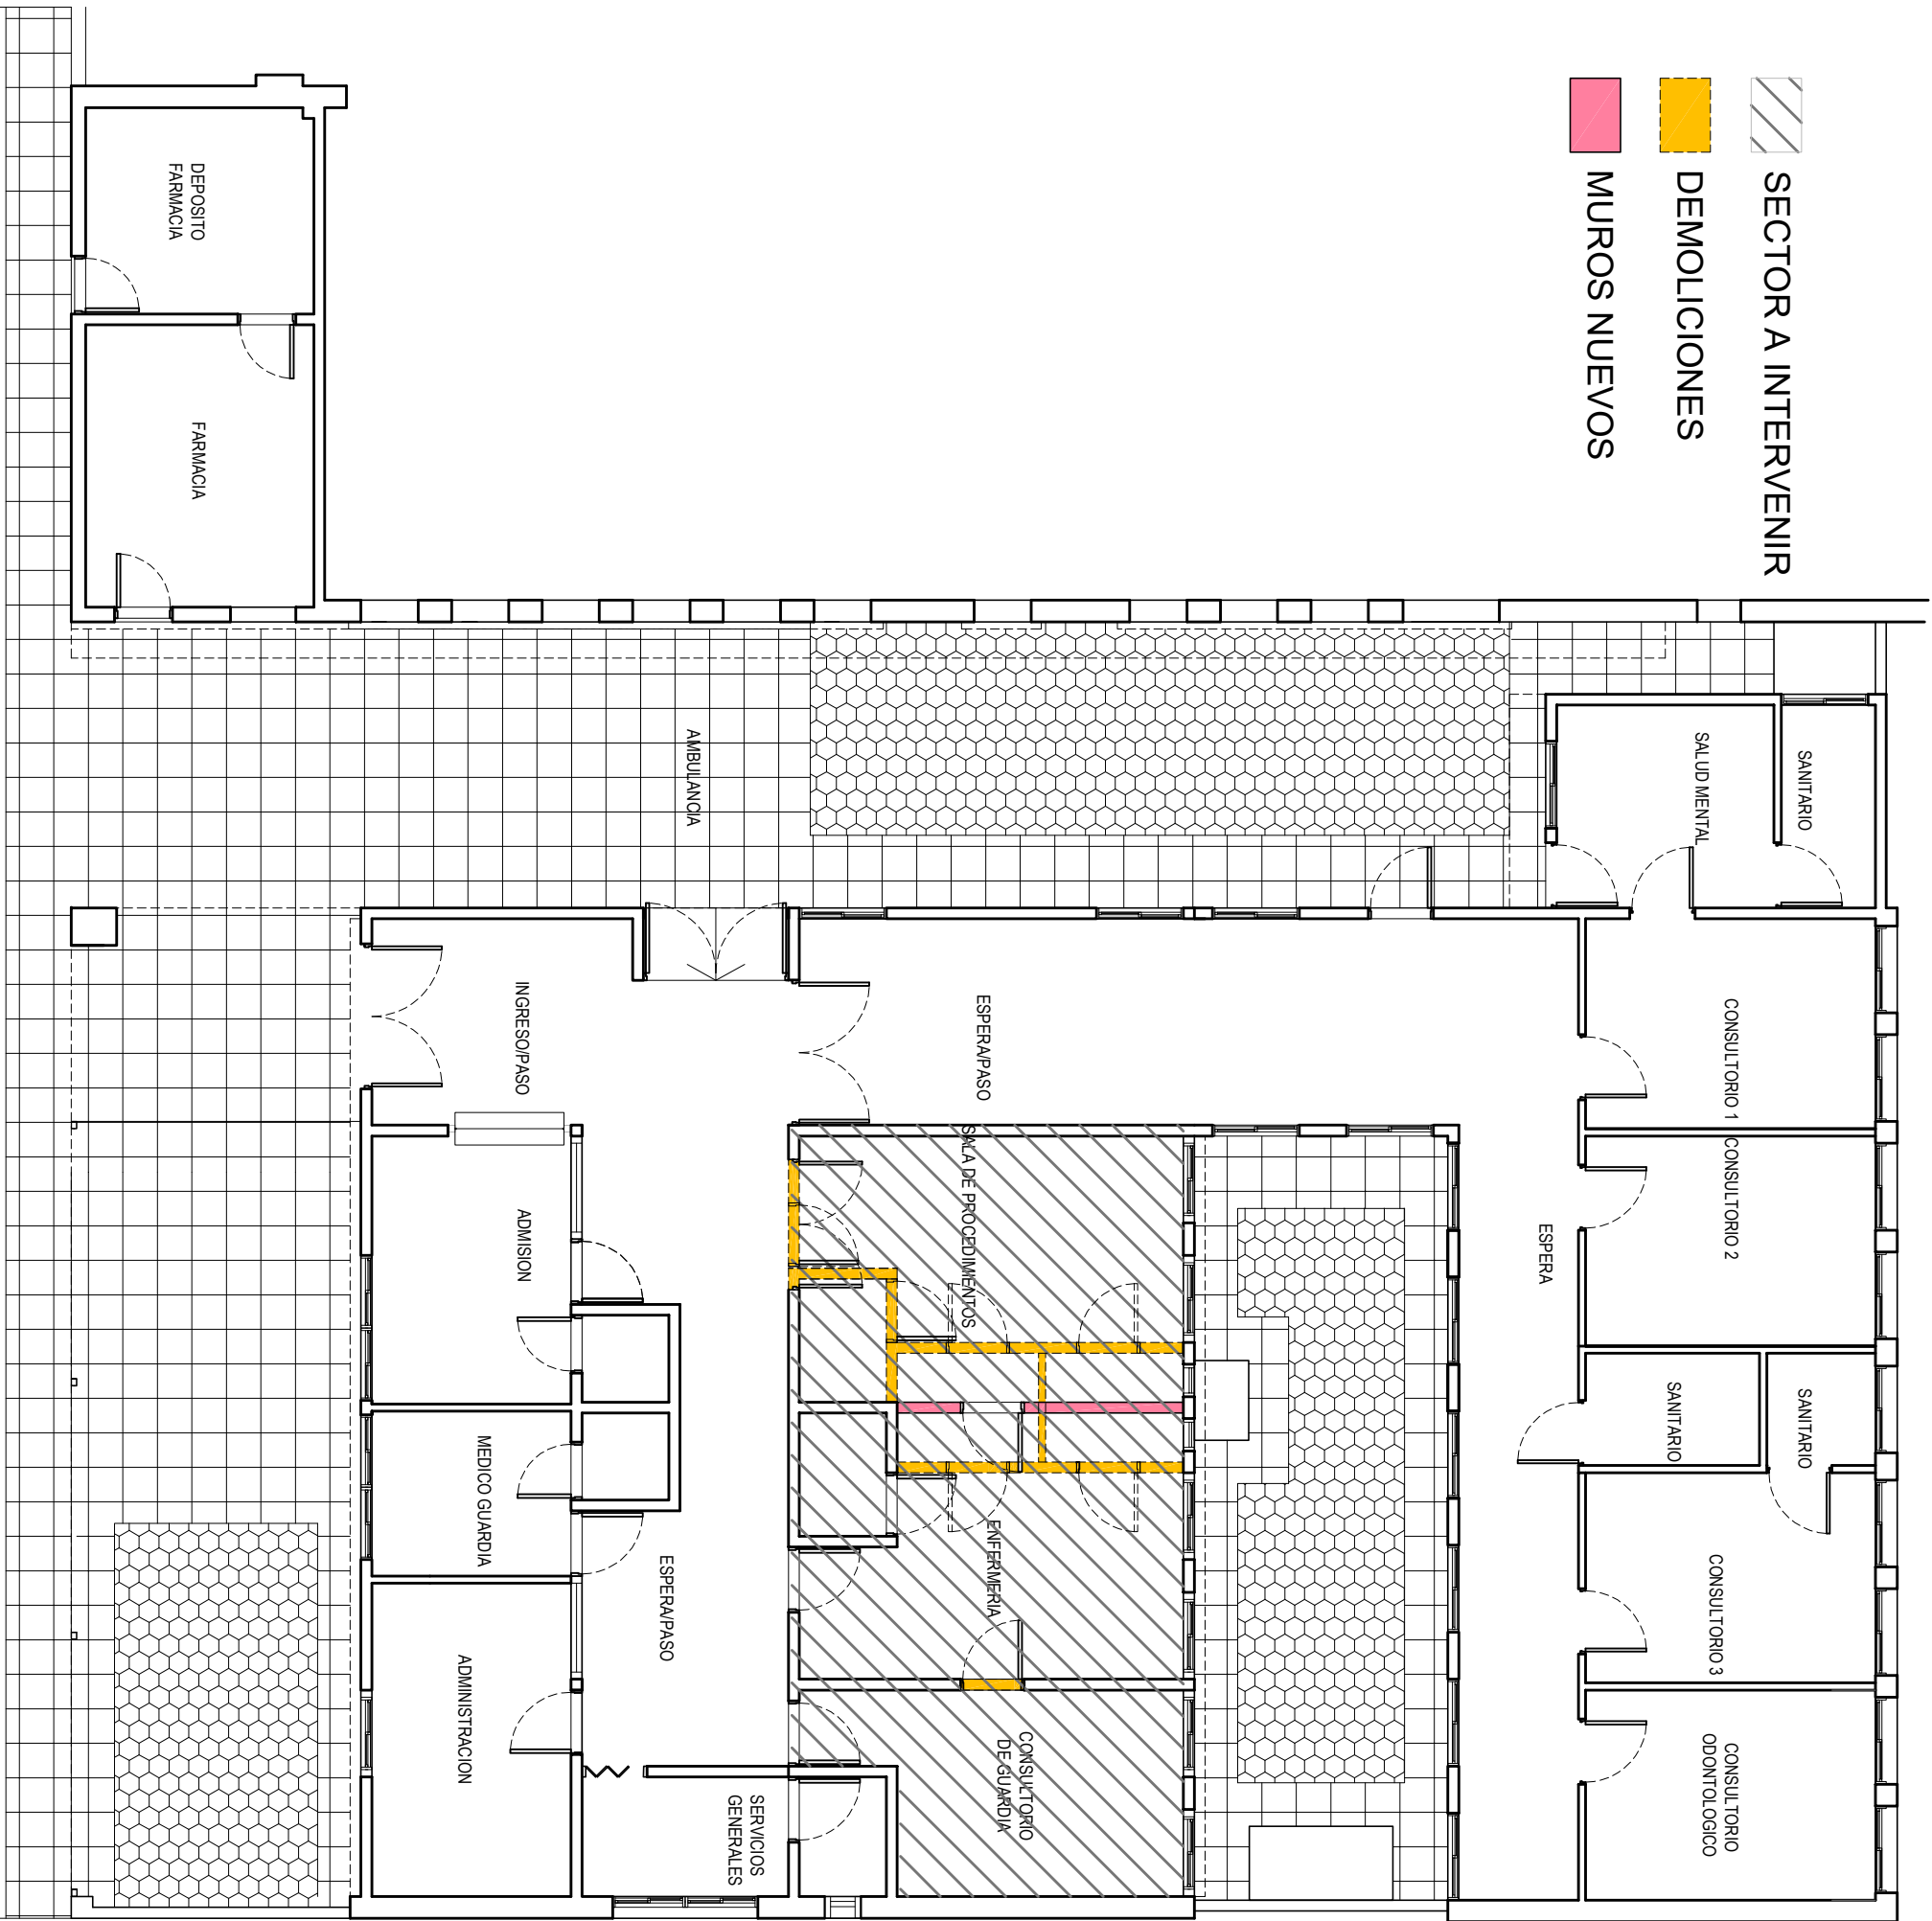 SECTOR A INTERVENIR
DEMOLICIONES
MUROS NUEVOS
DEPOSITO
FARMACIA
FARMACIA
AMBULANCIA
SANITARIO
SALUD MENTAL
CONSULTORIO 1
CONSULTORIO 2
SANITARIO
SANITARIO
CONSULTORIO 3
CONSULTORIO
ODONTOLOGICO
ESPERA
ESPERA/PASO
INGRESO/PASO
SALA DE PROCEDIMIENTOS
ENFERMERIA
CONSULTORIO
DE GUARDIA
ADMISION
MEDICO GUARDIA
ESPERA/PASO
ADMINISTRACION
SERVICIOS
GENERALES